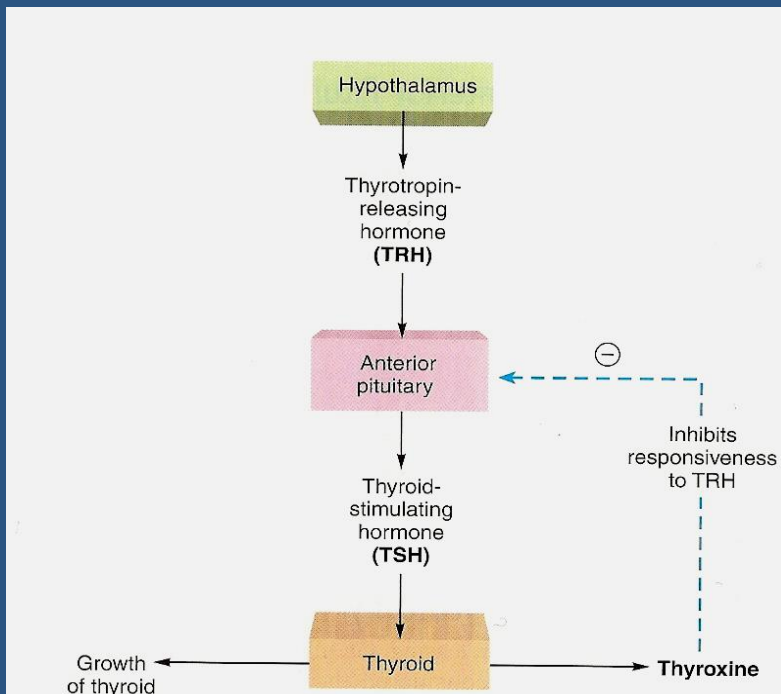 Hypothalamus
Thyrotropin-
releasing
hormone
(TRH)
Anterior
pituitary
−
Inhibits
responsiveness
to TRH
Thyroid-
stimulating
hormone
(TSH)
Growth
of thyroid
Thyroid
Thyroxine